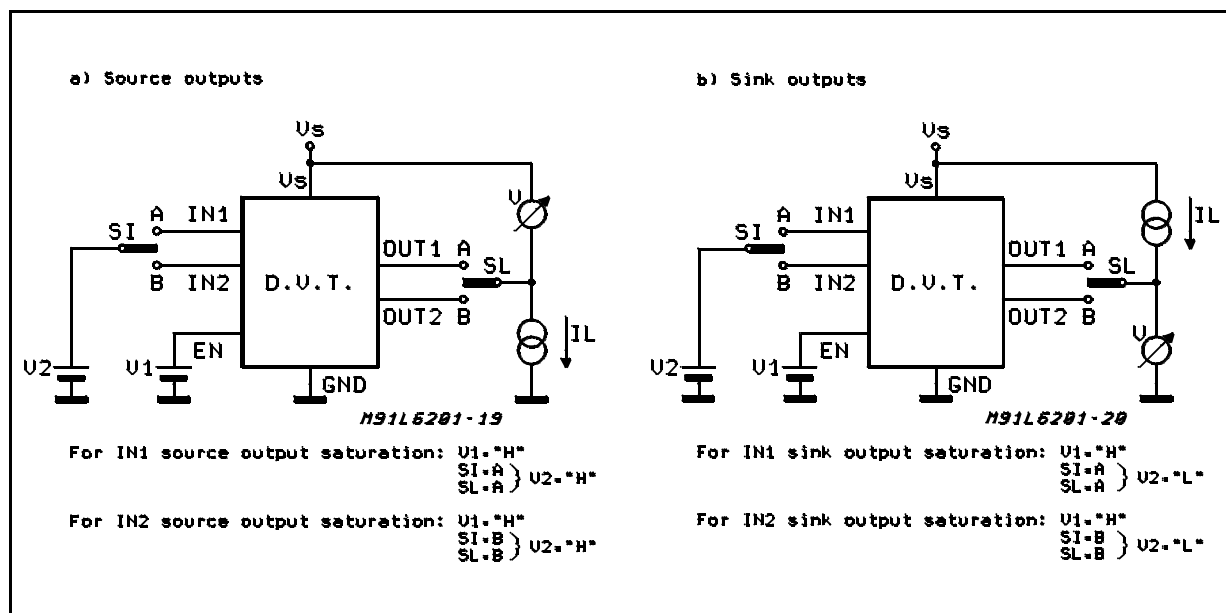 a) Source outputs
Vs
Vs
V
A
IN1
SI
B
IN2
D.V.T.
OUT1
A
SL
OUT2
B
IL
EN
V2
V1
GND
M91L6201-19
For IN1 source output saturation: V1="H"
SI=A
SL=A
} V2="H"
For IN2 source output saturation: V1="H"
SI=B
SL=B
} V2="H"
b) Sink outputs
Vs
Vs
IL
A
IN1
SI
B
IN2
D.V.T.
OUT1
A
SL
OUT2
B
V
EN
V2
V1
GND
M91L6201-20
For IN1 sink output saturation: V1="H"
SI=A
SL=A
} V2="L"
For IN2 sink output saturation: V1="H"
SI=B
SL=B
} V2="L"